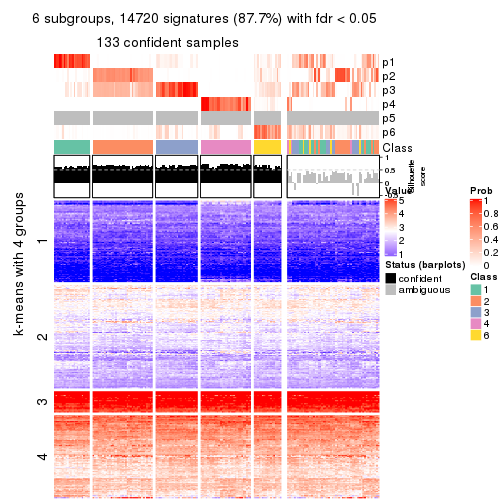 6 subgroups, 14720 signatures (87.7%) with fdr < 0.05
133 confident samples
p1
p2
p3
p4
p5
p6
Class
1
0.5
0
-0.5
Silhouette
score
k-means with 4 groups
1
2
3
4
Value
5
4
3
2
1
Status (barplots)
confident
ambiguous
Prob
1
0.8
0.6
0.4
0.2
0
Class
1
2
3
4
6